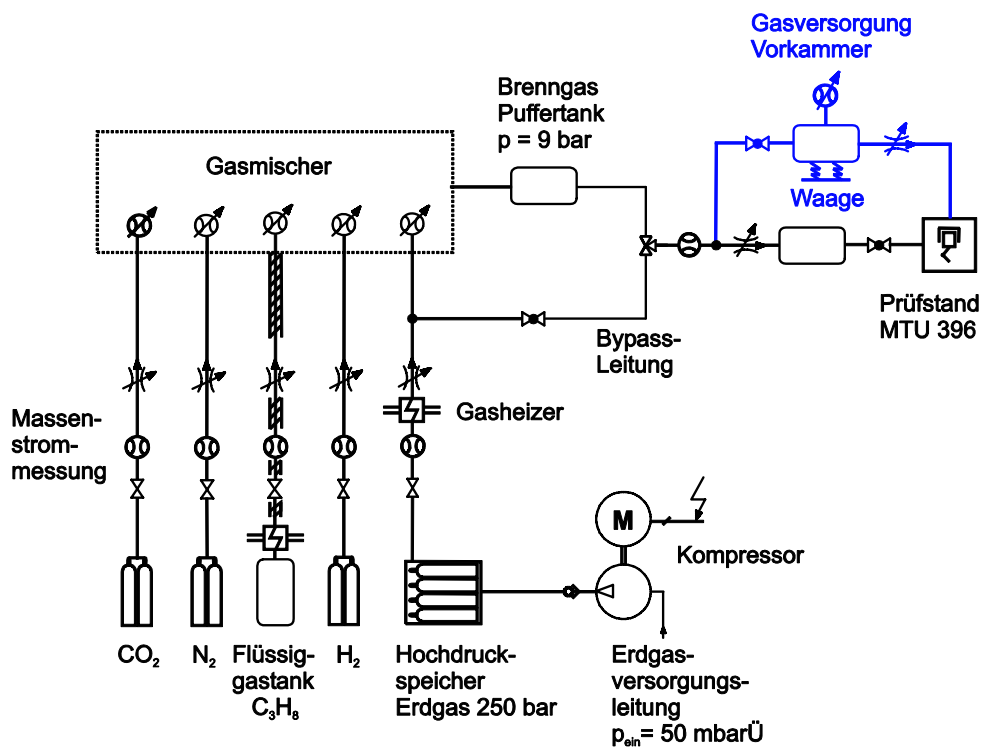 Gasversorgung
Vorkammer
Brenngas
Puffertank
p = 9 bar
Gasmischer
Waage
Prüfstand
MTU 396
Bypass-
Leitung
Gasheizer
Massen-
strom-
messung
M
Kompressor
CO₂
N₂
Flüssig-
gastank
C₃H₈
H₂
Hochdruck-
speicher
Erdgas 250 bar
Erdgas-
versorgungs-
leitung
pₑᵢₙ= 50 mbarÜ